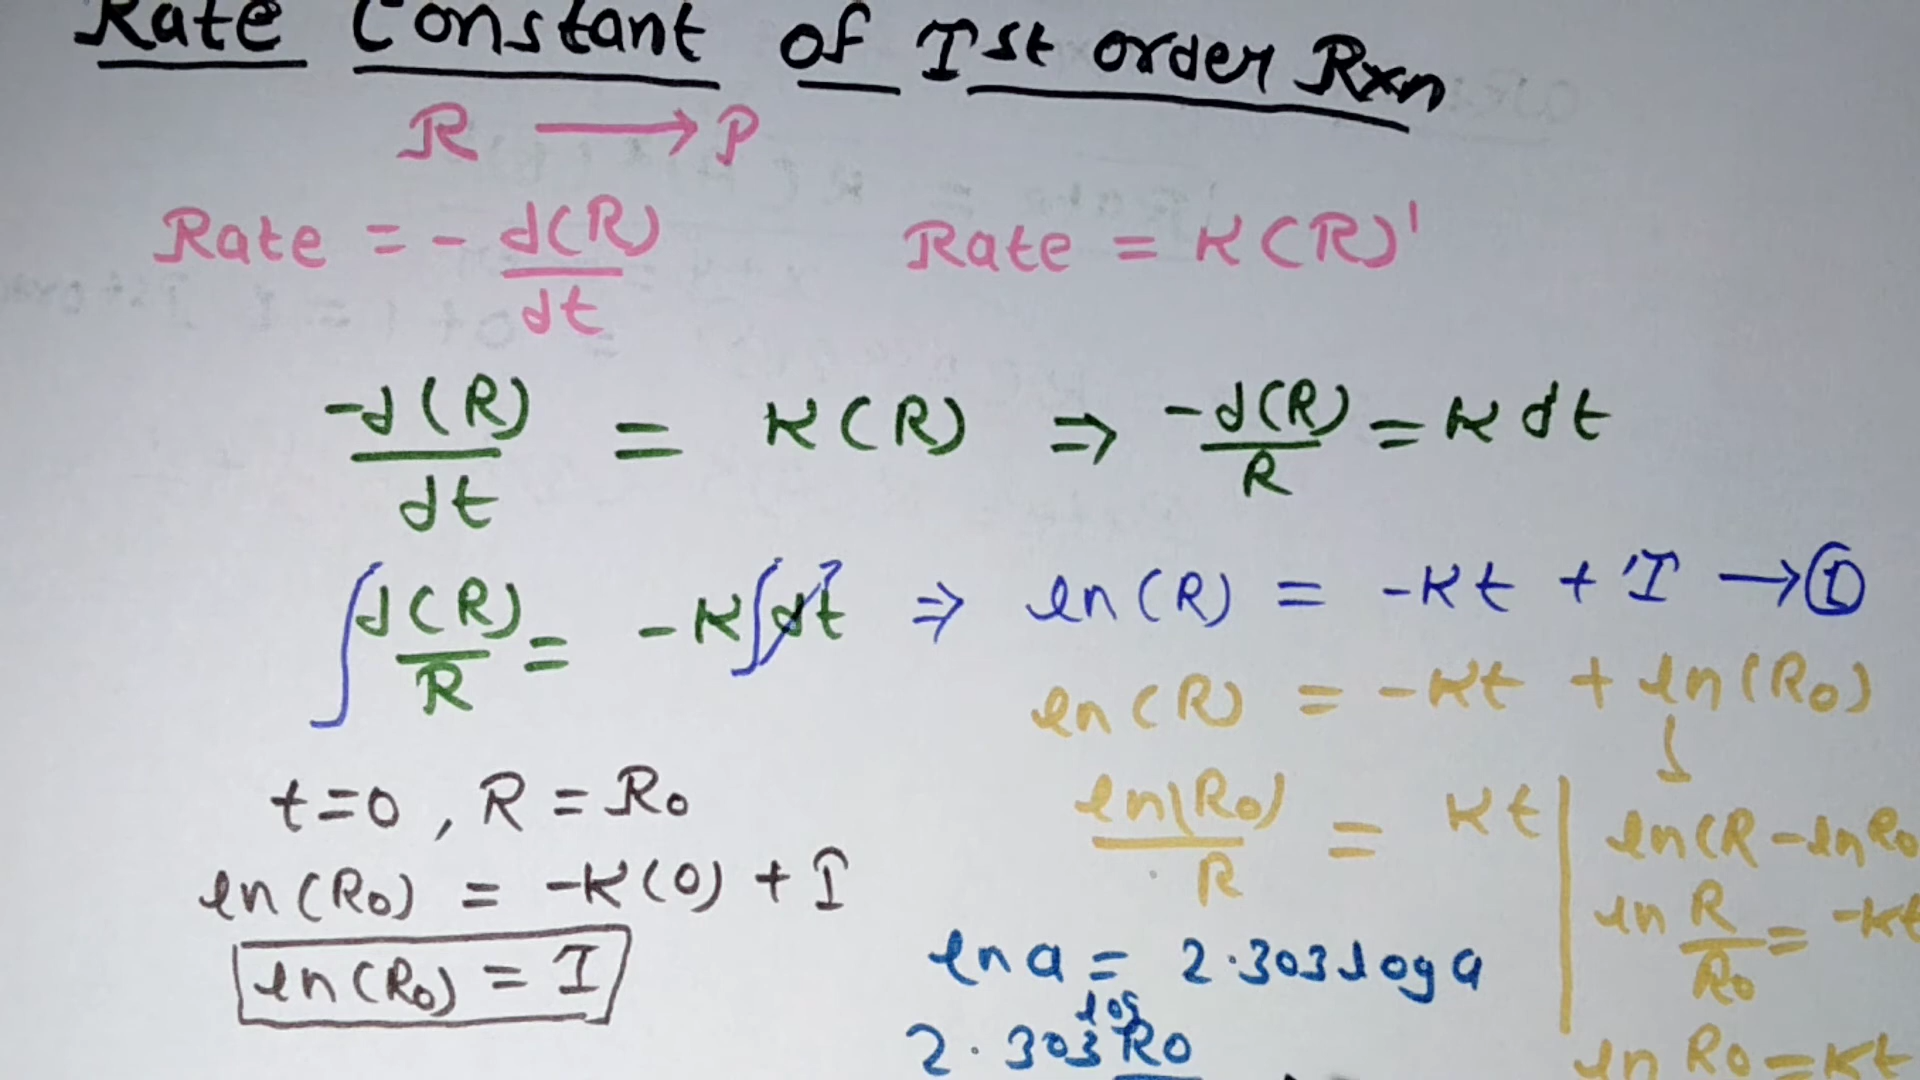 Rate Constant of Ist order Rxn
R → P
Rate = - d(R)/dt    Rate = K(R)¹
-d(R)/dt = K(R) ⇒ -d(R)/R = K dt
∫ d(R)/R = -K ∫ dt ⇒ ln(R) = -Kt + I → ①
ln(R) = -Kt + ln(R₀)
t=0, R = R₀
ln(R₀) = -K(0) + I
ln(R₀) = I
ln(R₀)/R = Kt
ln(R - lnR₀
ln R/R₀ = -Kt
ln R₀ = Kt
ln a = 2.303 log a
2.303 log R₀